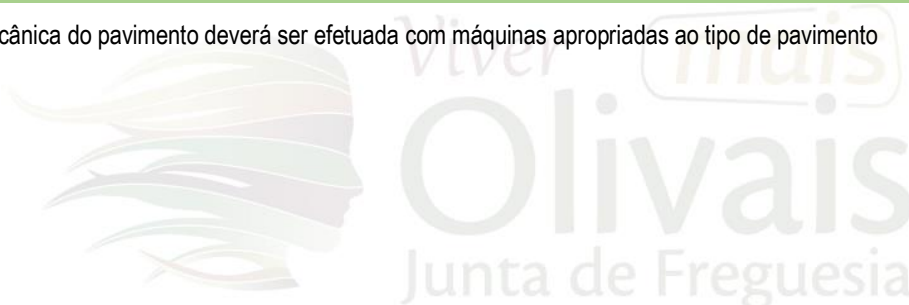 cânica do pavimento deverá ser efetuada com máquinas apropriadas ao tipo de pavimento
Viver mais
Olivais
Junta de Freguesia